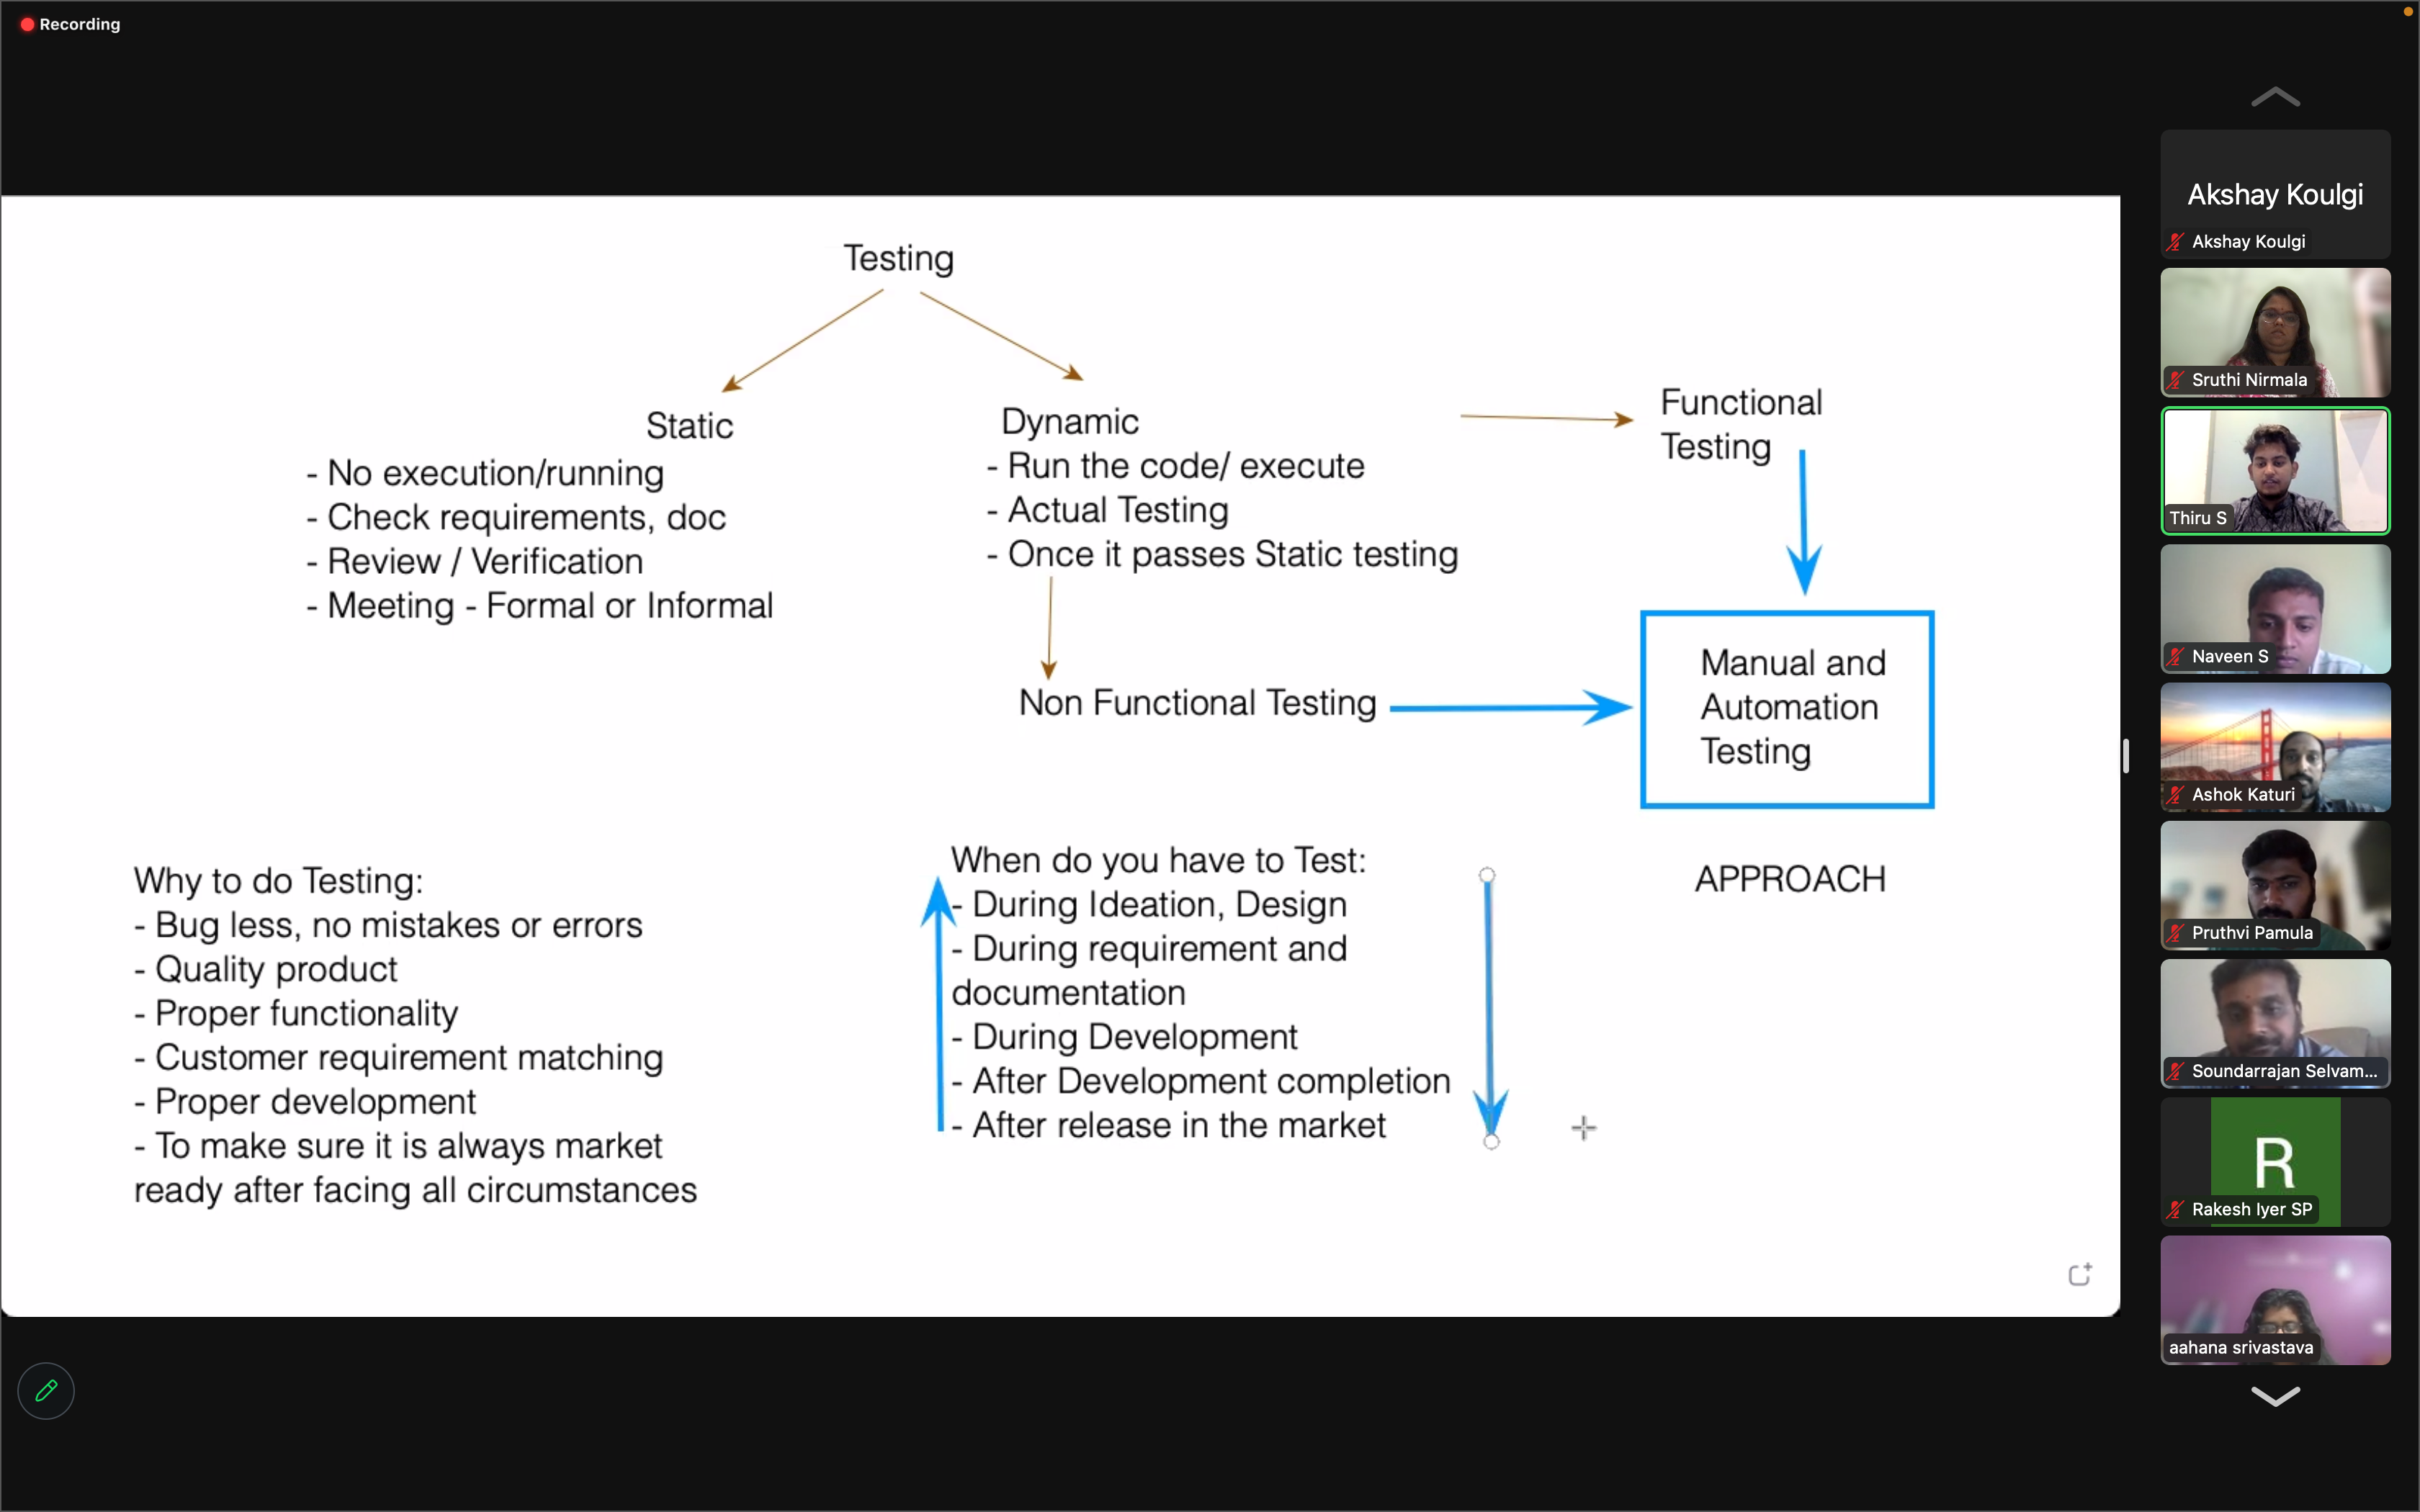 Recording
Testing
Static
- No execution/running
- Check requirements, doc
- Review / Verification
- Meeting - Formal or Informal
Dynamic
- Run the code/ execute
- Actual Testing
- Once it passes Static testing
Functional
Testing
Non Functional Testing
Manual and
Automation
Testing
APPROACH
Why to do Testing:
- Bug less, no mistakes or errors
- Quality product
- Proper functionality
- Customer requirement matching
- Proper development
- To make sure it is always market
ready after facing all circumstances
When do you have to Test:
- During Ideation, Design
- During requirement and
documentation
- During Development
- After Development completion
- After release in the market
Akshay Koulgi
Akshay Koulgi
Sruthi Nirmala
Thiru S
Naveen S
Ashok Katuri
Pruthvi Pamula
Soundarrajan Selvam...
R
Rakesh Iyer SP
aahana srivastava